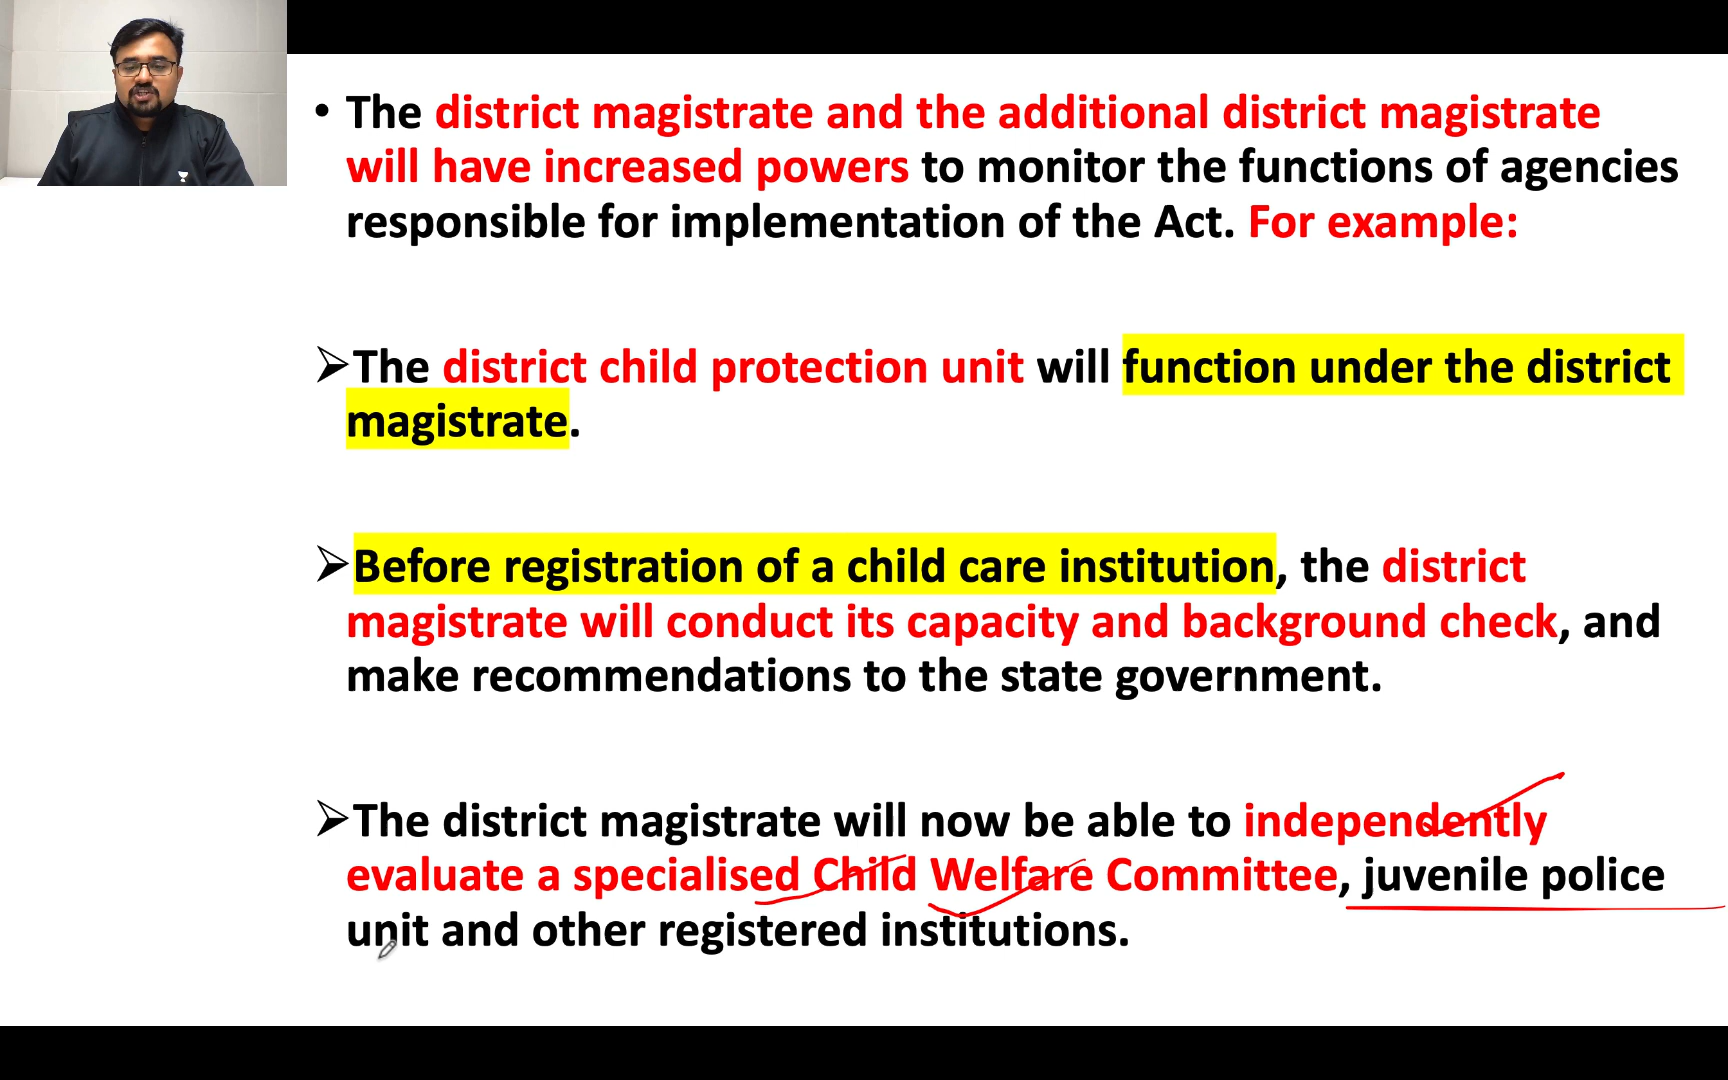 • The district magistrate and the additional district magistrate
will have increased powers to monitor the functions of agencies
responsible for implementation of the Act. For example:
➢The district child protection unit will function under the district
magistrate.
➢Before registration of a child care institution, the district
magistrate will conduct its capacity and background check, and
make recommendations to the state government.
➢The district magistrate will now be able to independently
evaluate a specialised Child Welfare Committee, juvenile police
unit and other registered institutions.